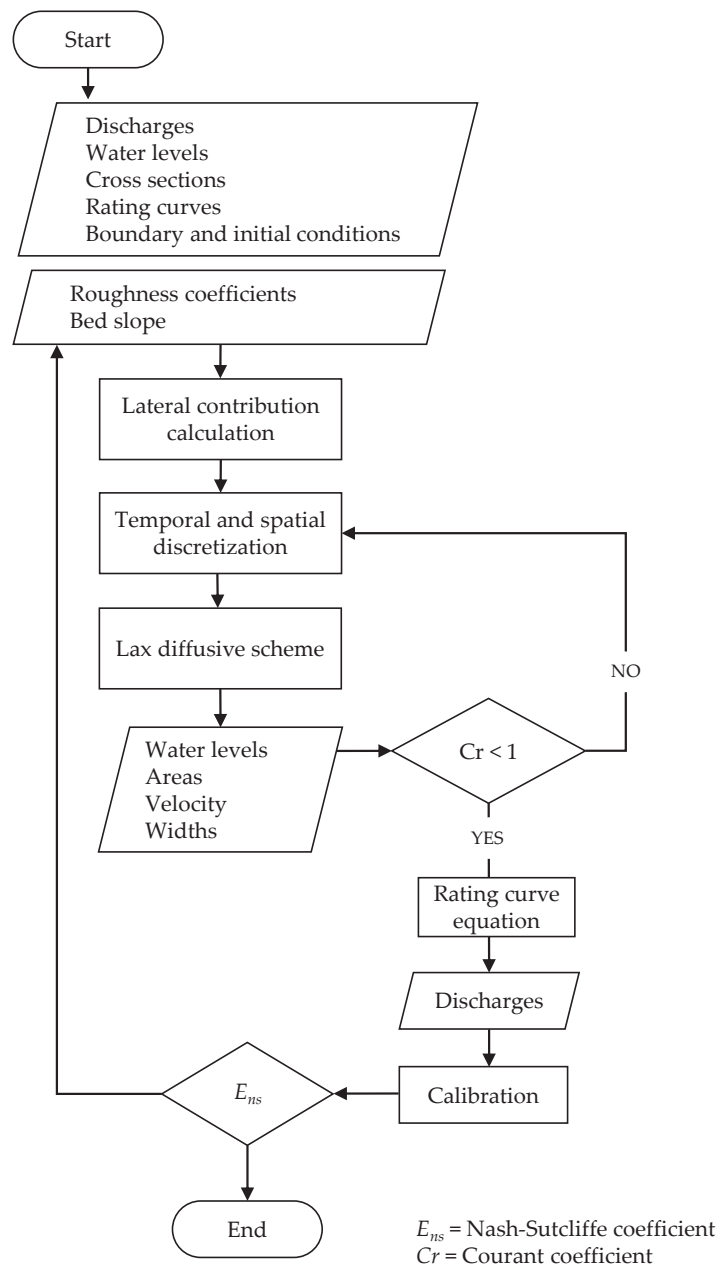 Start
Discharges
Water levels
Cross sections
Rating curves
Boundary and initial conditions
Roughness coefficients
Bed slope
Lateral contribution
calculation
Temporal and spatial
discretization
Lax diffusive scheme
NO
Water levels
Areas
Velocity
Widths
Cr < 1
YES
Rating curve
equation
Discharges
Calibration
Ens
End
Ens = Nash-Sutcliffe coefficient
Cr = Courant coefficient